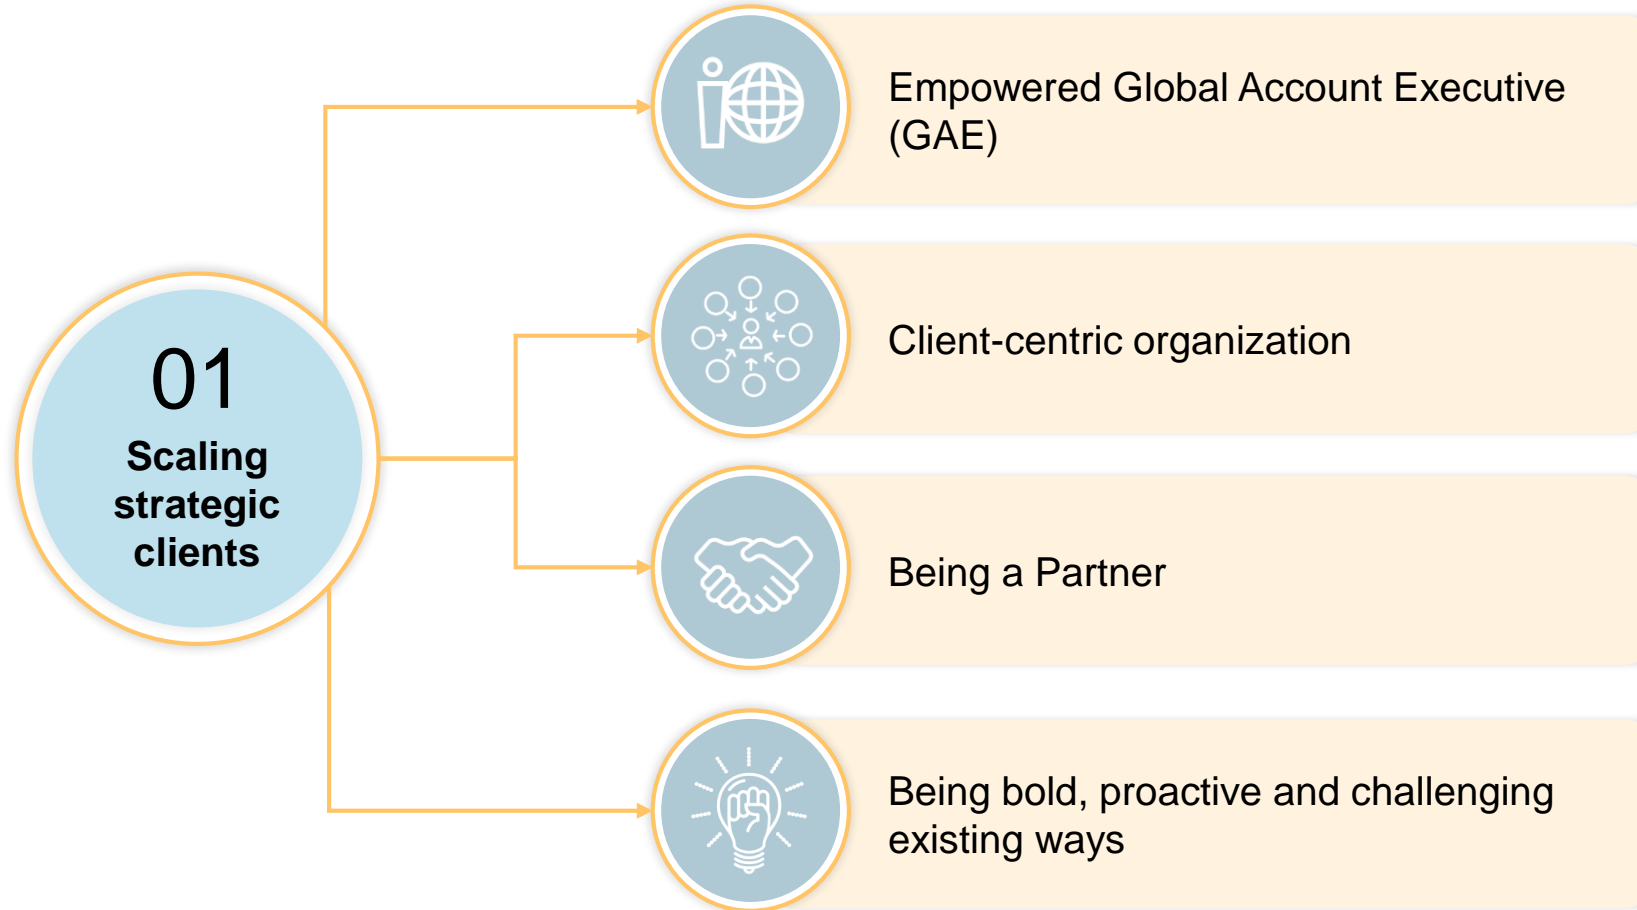 01
Scaling
strategic
clients
Empowered Global Account Executive
(GAE)
Client-centric organization
Being a Partner
Being bold, proactive and challenging
existing ways